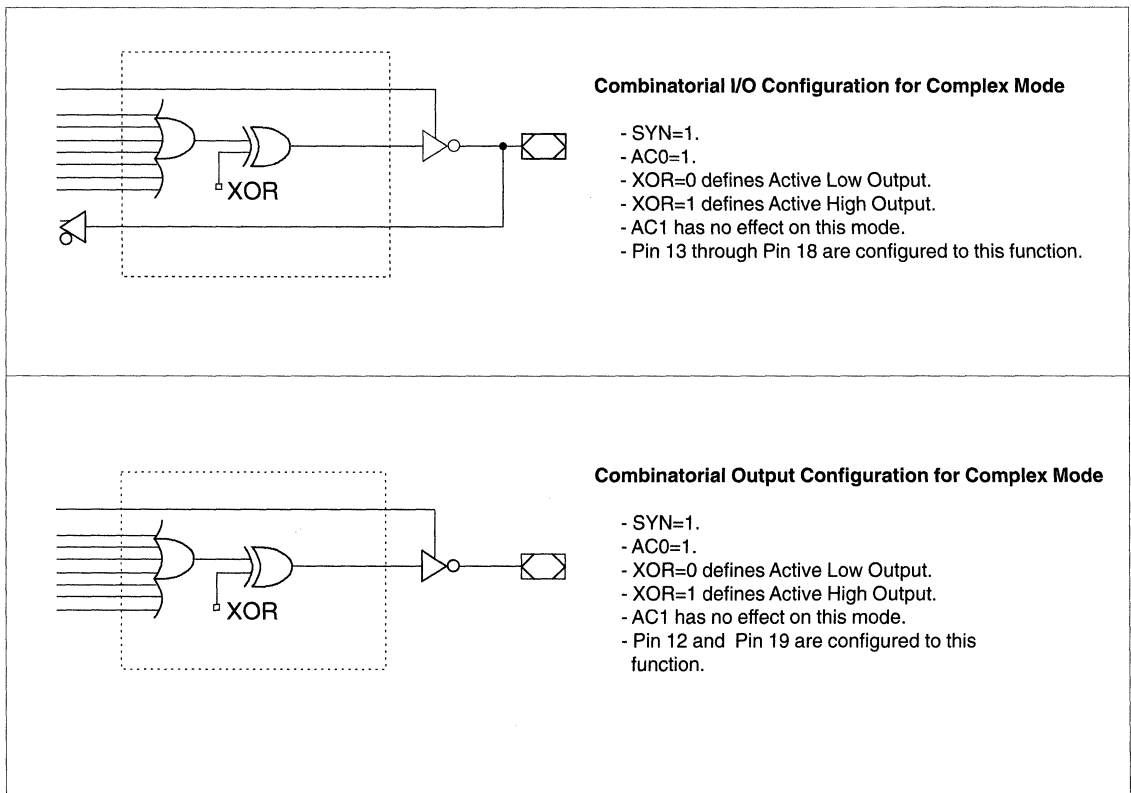 Combinatorial I/O Configuration for Complex Mode
- SYN=1.
- AC0=1.
- XOR=0 defines Active Low Output.
- XOR=1 defines Active High Output.
- AC1 has no effect on this mode.
- Pin 13 through Pin 18 are configured to this function.
XOR
Combinatorial Output Configuration for Complex Mode
- SYN=1.
- AC0=1.
- XOR=0 defines Active Low Output.
- XOR=1 defines Active High Output.
- AC1 has no effect on this mode.
- Pin 12 and Pin 19 are configured to this
function.
XOR